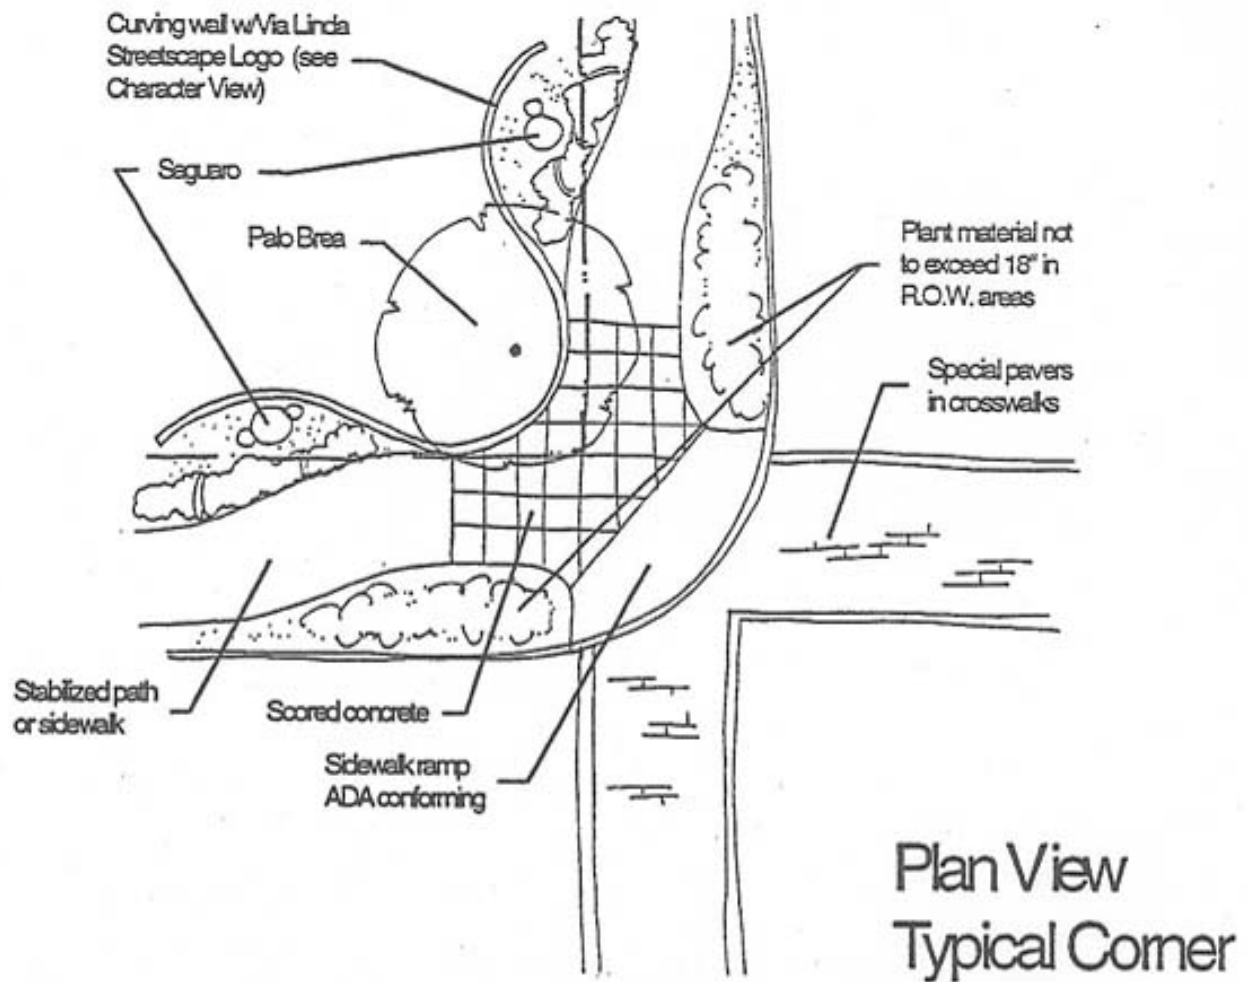 Curving wall w/Via Linda
Streetscape Logo (see
Character View)
Saguaro
Palo Brea
Plant material not
to exceed 18" in
R.O.W. areas
Special pavers
in crosswalks
Stabilized path
or sidewalk
Scored concrete
Sidewalk ramp
ADA conforming
Plan View
Typical Corner